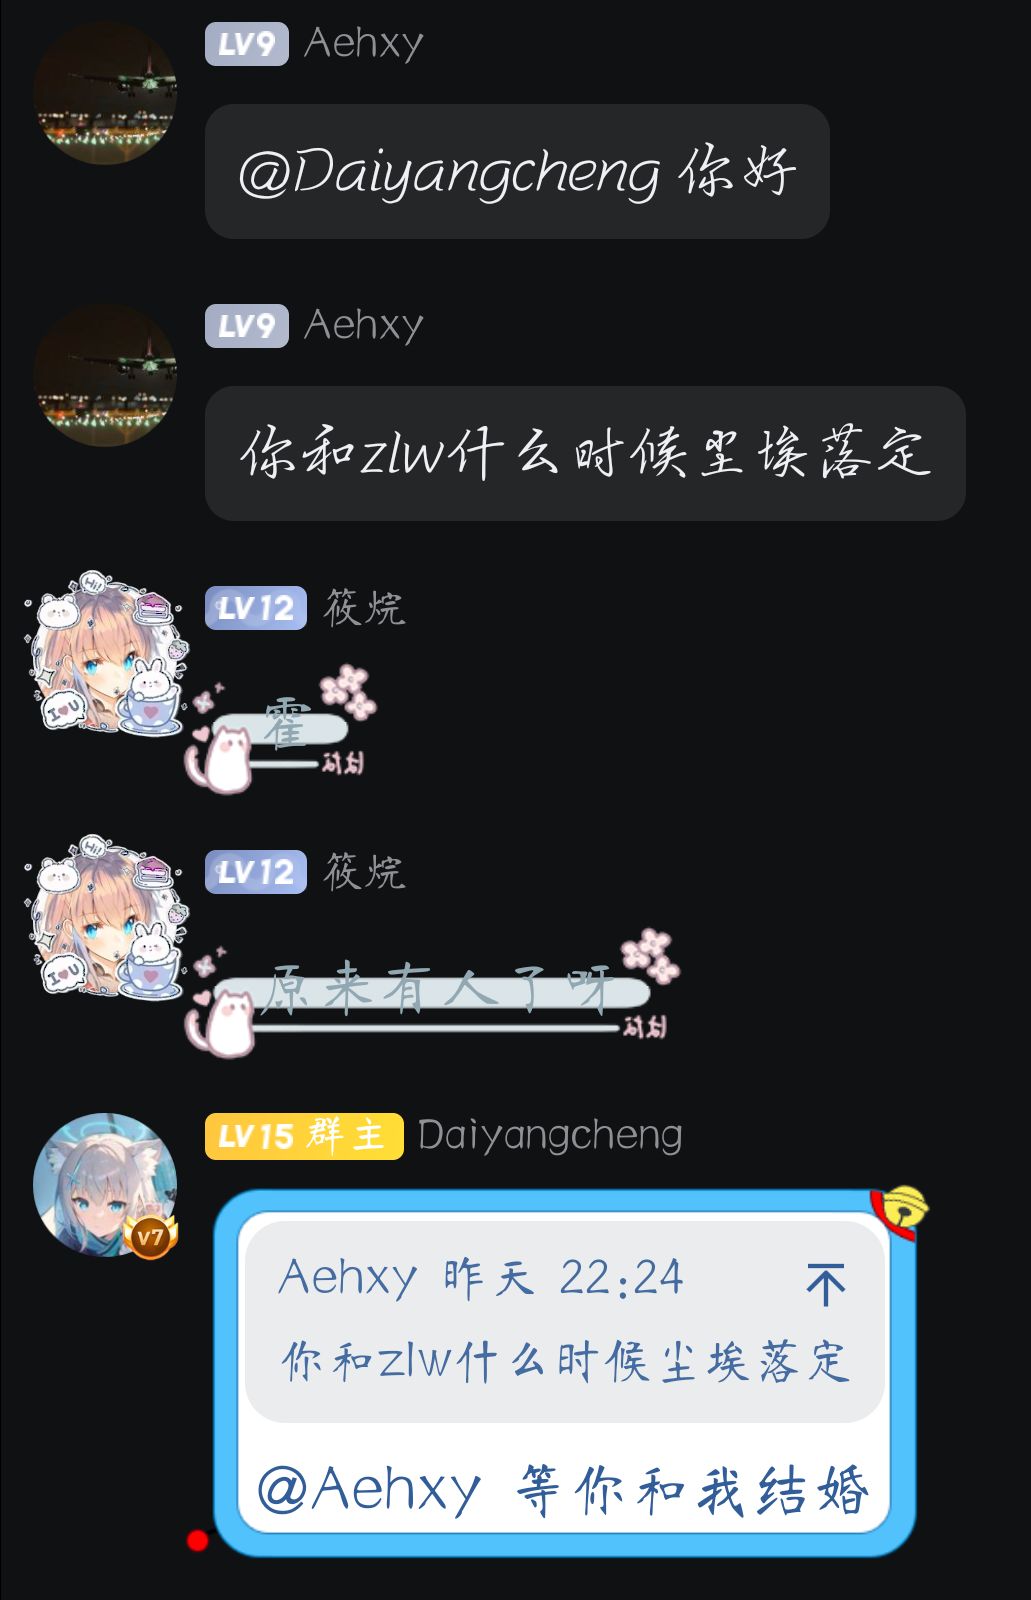 LV9 Aehxy
@Daiyangcheng 你好
LV9 Aehxy
你和zlw什么时候尘埃落定
Hi!
I♥U
LV12 筱烷
霍
Hi!
I♥U
LV12 筱烷
原来有人了呀
LV15 群主 Daiyangcheng
V7
Aehxy 昨天 22:24
你和zlw什么时候尘埃落定
@Aehxy 等你和我结婚